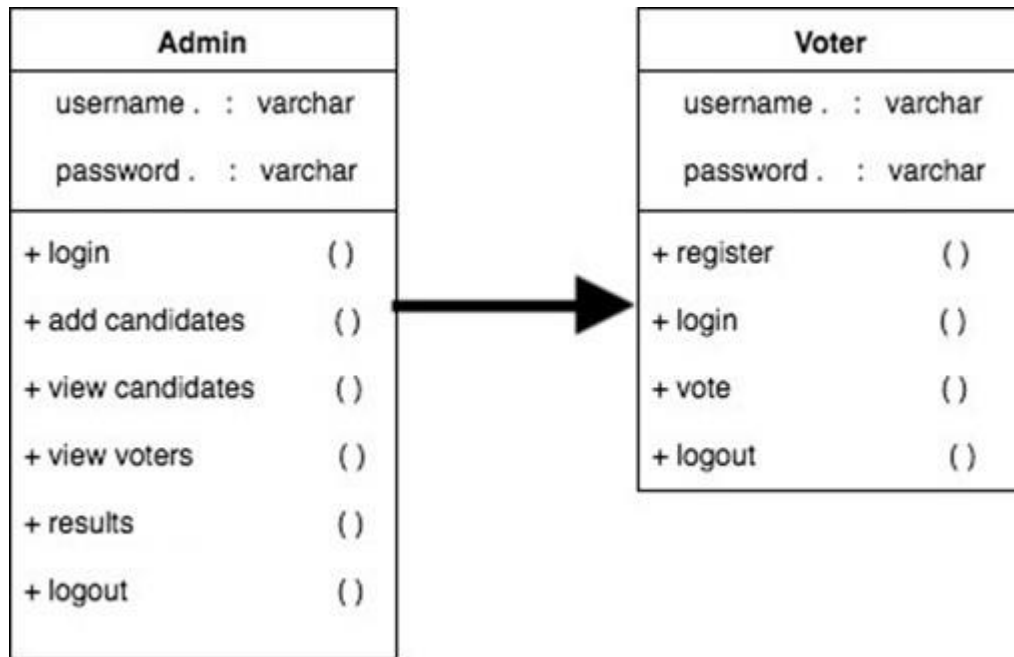 Admin
username . : varchar
password . : varchar
+ login ( )
+ add candidates ( )
+ view candidates ( )
+ view voters ( )
+ results ( )
+ logout ( )
Voter
username . : varchar
password . : varchar
+ register ( )
+ login ( )
+ vote ( )
+ logout ( )